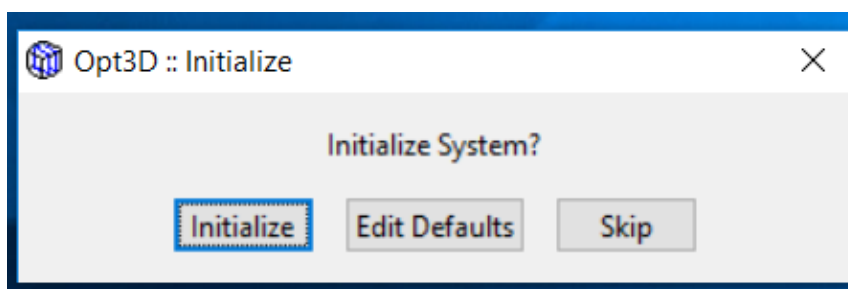 Opt3D :: Initialize
Initialize System?
Initialize Edit Defaults Skip